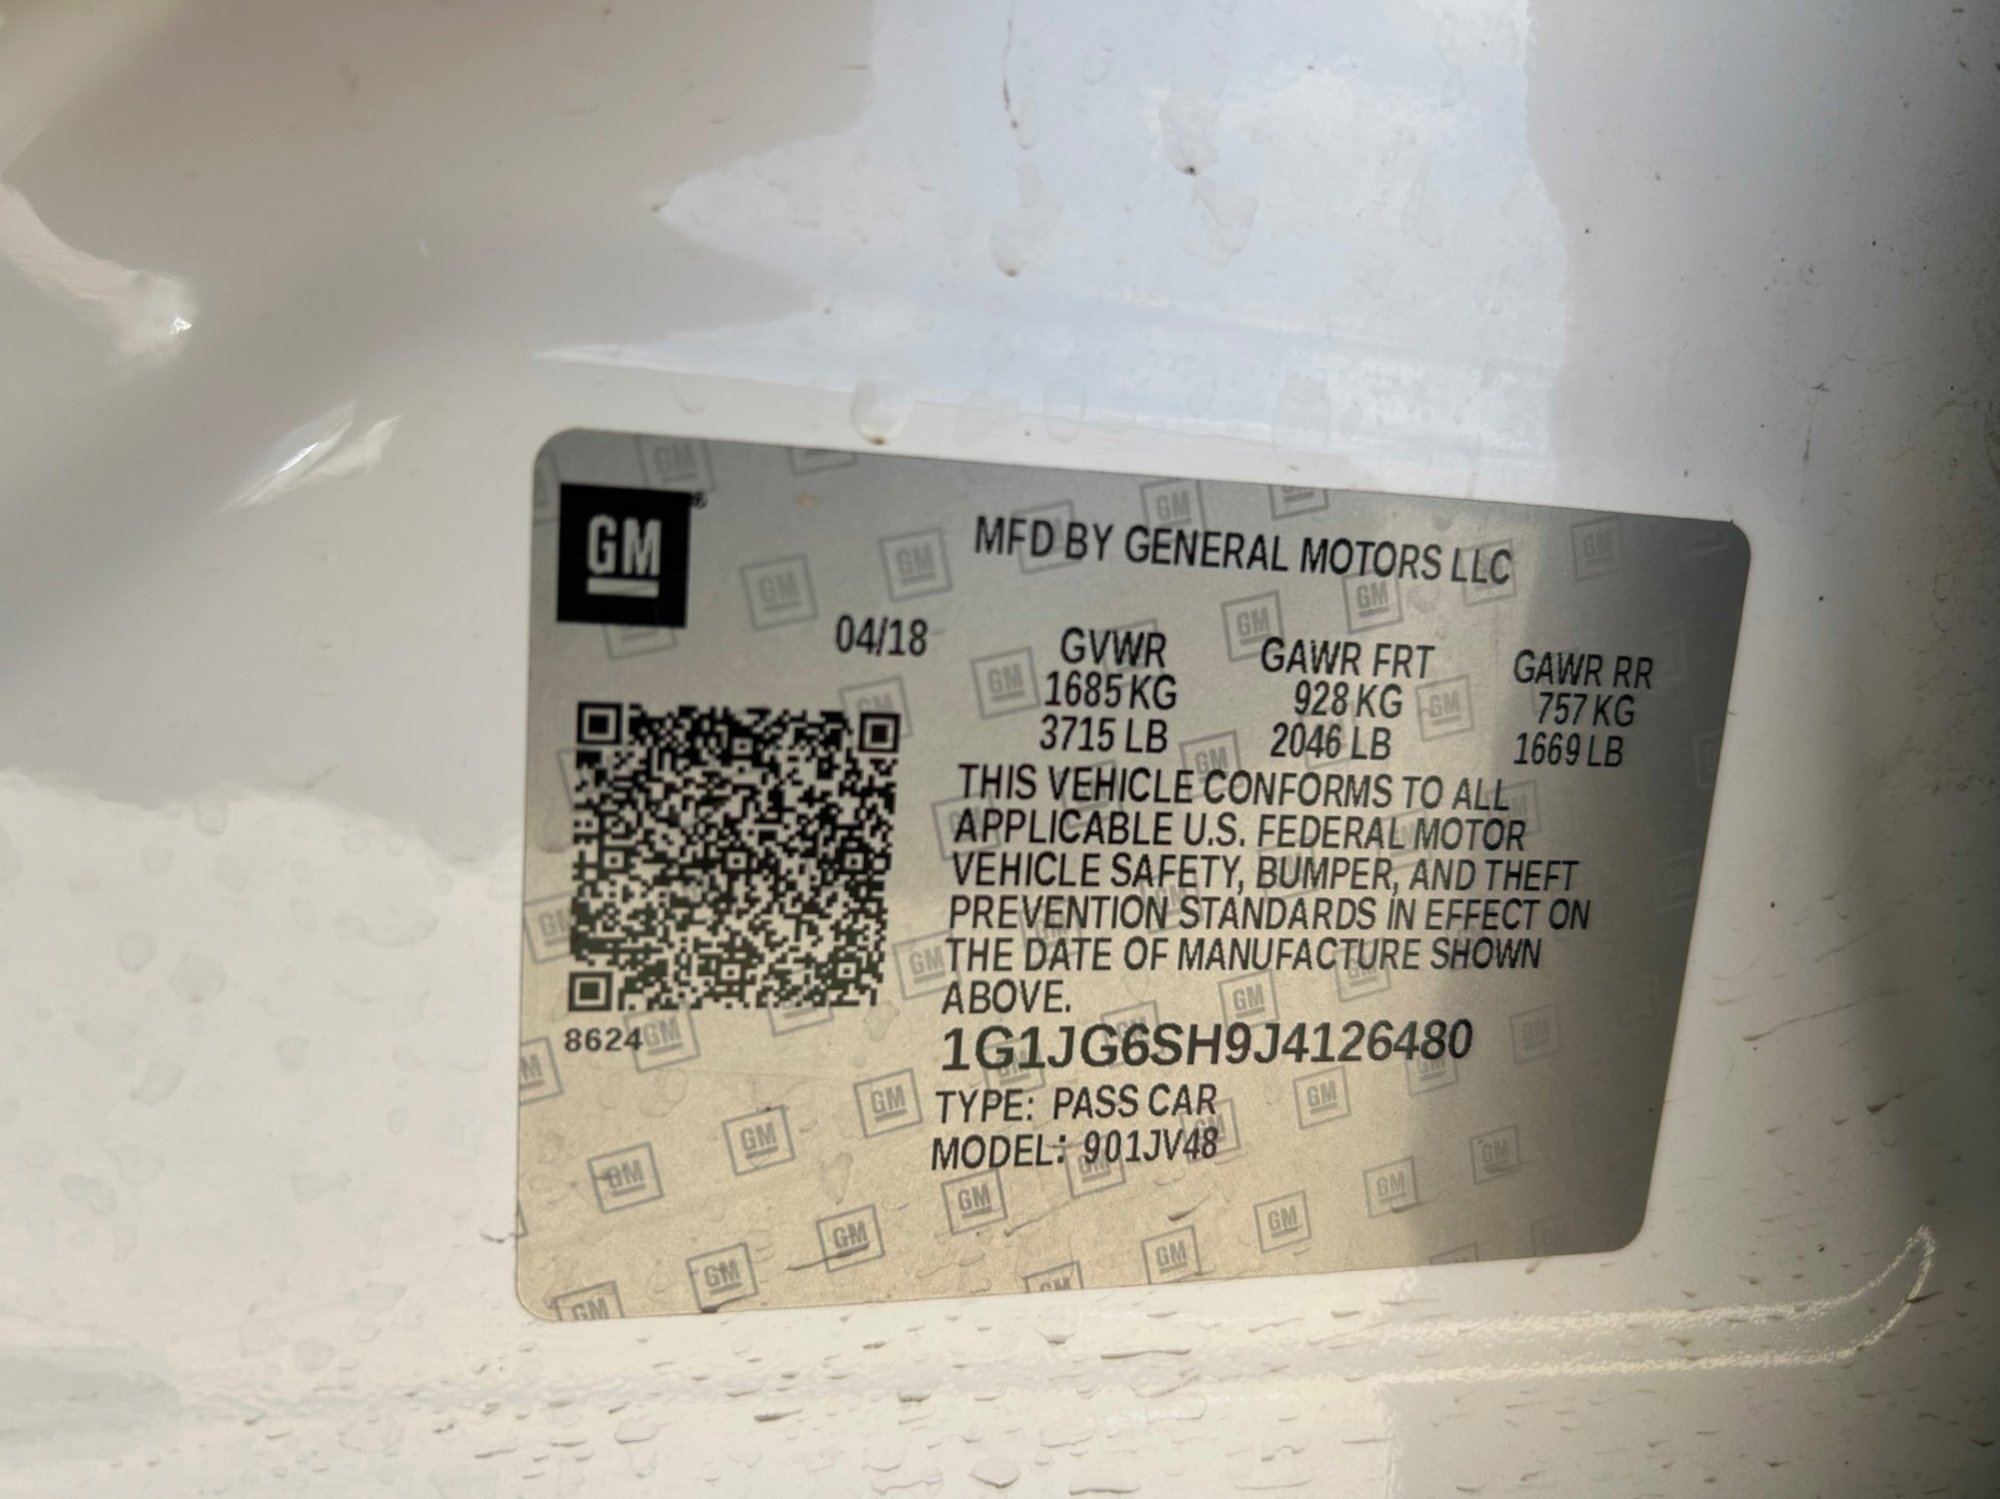 GM
MFD BY GENERAL MOTORS LLC
04/18
GVWR GAWR FRT GAWR RR
1685 KG 928 KG 757 KG
3715 LB 2046 LB 1669 LB
THIS VEHICLE CONFORMS TO ALL
APPLICABLE U.S. FEDERAL MOTOR
VEHICLE SAFETY, BUMPER, AND THEFT
PREVENTION STANDARDS IN EFFECT ON
THE DATE OF MANUFACTURE SHOWN
ABOVE.
8624
1G1JG6SH9J4126480
TYPE: PASS CAR
MODEL: 901JV48